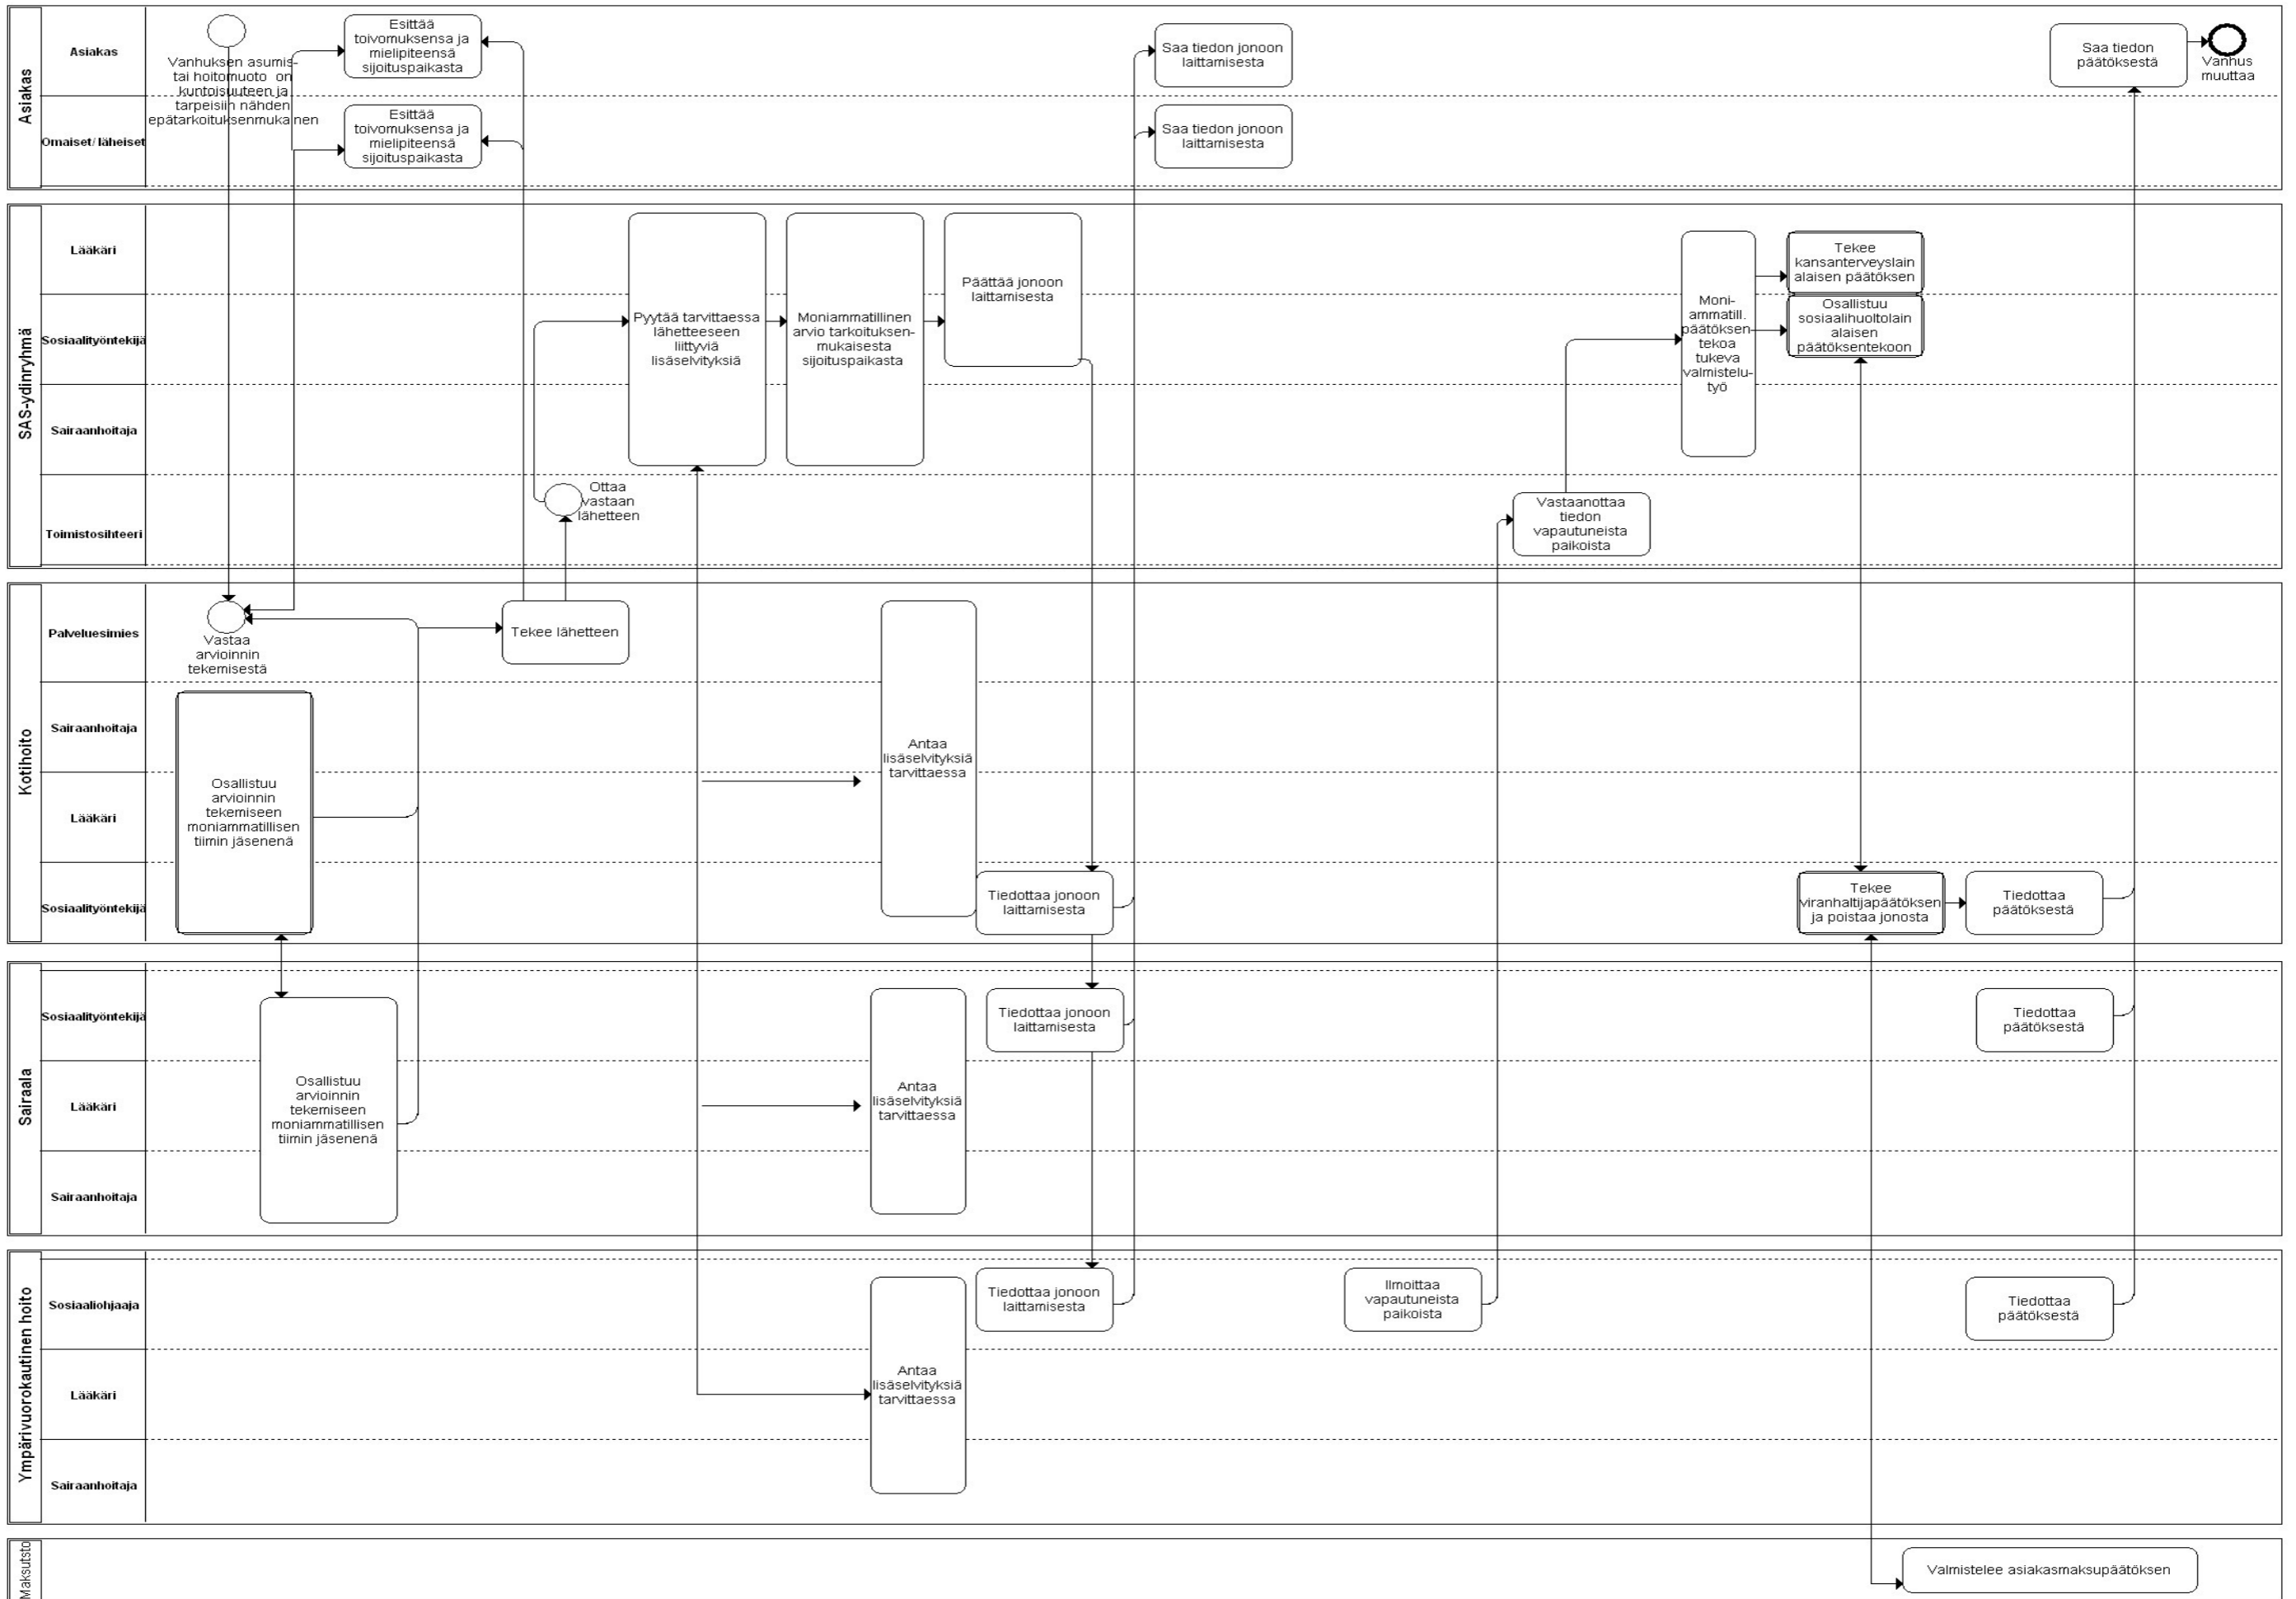 Asiakas
Asiakas
Omaiset/ läheiset
Vanhuksen asumis-
tai hoitomuoto on
kuntoisuuteen ja
tarpeisiin nähden
epätarkoituksenmukainen
Esittää
toivomuksensa ja
mielipiteensä
sijoituspaikasta
Esittää
toivomuksensa ja
mielipiteensä
sijoituspaikasta
Saa tiedon jonoon
laittamisesta
Saa tiedon jonoon
laittamisesta
Saa tiedon
päätöksestä
Vanhus
muuttaa
SAS-ydinryhmä
Lääkäri
Sosiaalityöntekijä
Sairaanhoitaja
Toimistosihteeri
Ottaa
vastaan
lähetteen
Pyytää tarvittaessa
lähetteeseen
liittyviä
lisäselvityksiä
Moniammatillinen
arvio tarkoituksen-
mukaisesta
sijoituspaikasta
Päättää jonoon
laittamisesta
Vastaanottaa
tiedon
vapautuneista
paikoista
Moni-
ammatill.
päätöksen-
tekoa
tukeva
valmistelu-
työ
Tekee
kansanterveyslain
alaisen päätöksen
Osallistuu
sosiaalihuoltolain
alaisen
päätöksentekoon
Kotihoito
Palveluesimies
Sairaanhoitaja
Lääkäri
Sosiaalityöntekijä
Vastaa
arvioinnin
tekemisestä
Osallistuu
arvioinnin
tekemiseen
moniammatillisen
tiimin jäsenenä
Tekee lähetteen
Antaa
lisäselvityksiä
tarvittaessa
Tiedottaa jonoon
laittamisesta
Tekee
viranhaltijapäätöksen
ja poistaa jonosta
Tiedottaa
päätöksestä
Sairaala
Sosiaalityöntekijä
Lääkäri
Sairaanhoitaja
Osallistuu
arvioinnin
tekemiseen
moniammatillisen
tiimin jäsenenä
Antaa
lisäselvityksiä
tarvittaessa
Tiedottaa jonoon
laittamisesta
Tiedottaa
päätöksestä
Ympärivuorokautinen hoito
Sosiaaliohjaaja
Lääkäri
Sairaanhoitaja
Antaa
lisäselvityksiä
tarvittaessa
Tiedottaa jonoon
laittamisesta
Ilmoittaa
vapautuneista
paikoista
Tiedottaa
päätöksestä
Maksutsto
Valmistelee asiakasmaksupäätöksen